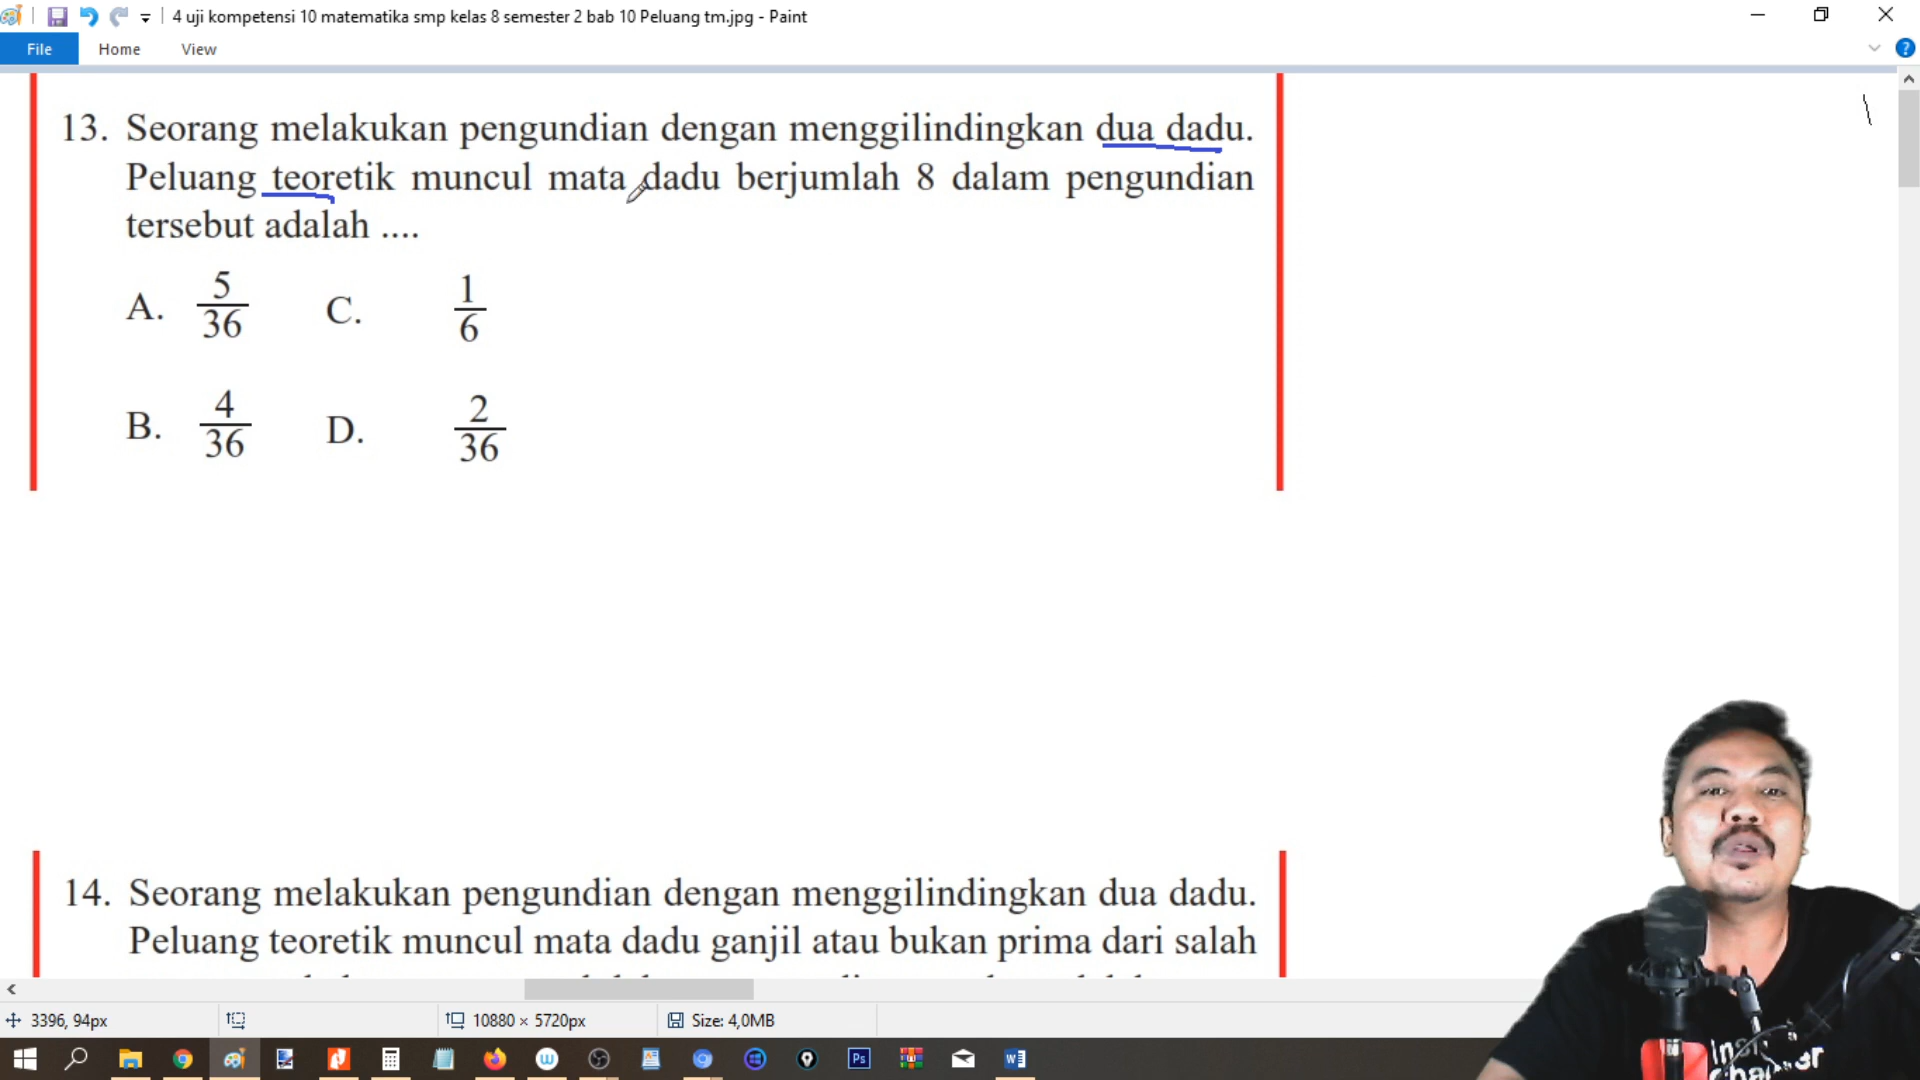 4 uji kompetensi 10 matematika smp kelas 8 semester 2 bab 10 Peluang tm.jpg - Paint
File Home View
13. Seorang melakukan pengundian dengan menggilindingkan dua dadu.
Peluang teoretik muncul mata dadu berjumlah 8 dalam pengundian
tersebut adalah ....
A. 5/36 C. 1/6
B. 4/36 D. 2/36
14. Seorang melakukan pengundian dengan menggilindingkan dua dadu.
Peluang teoretik muncul mata dadu ganjil atau bukan prima dari salah
3396, 94px
10880 × 5720px
Size: 4,0MB